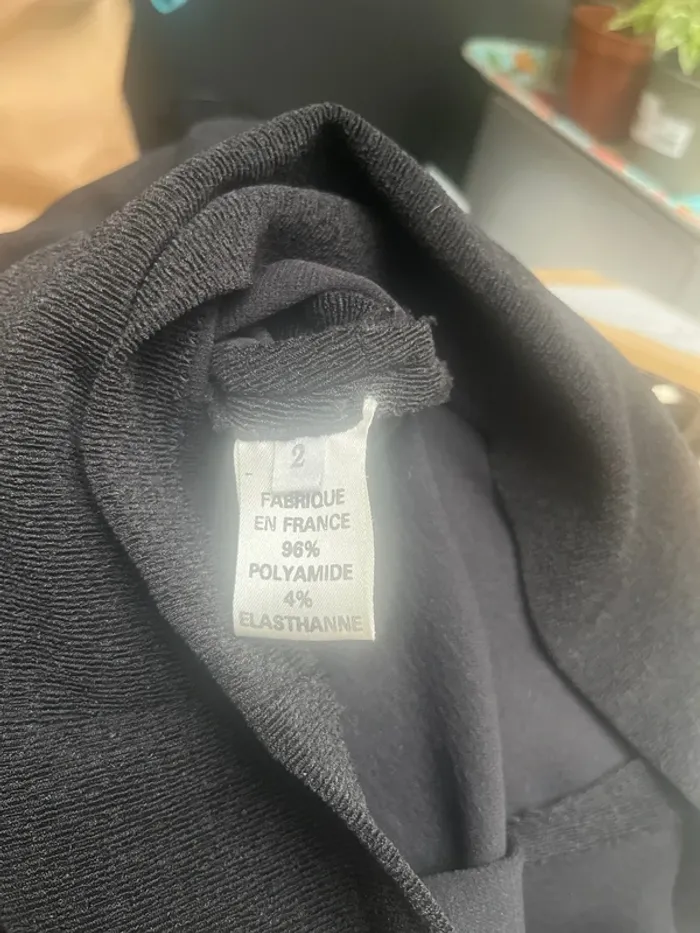 2
FABRIQUE
EN FRANCE
96%
POLYAMIDE
4%
ELASTHANNE